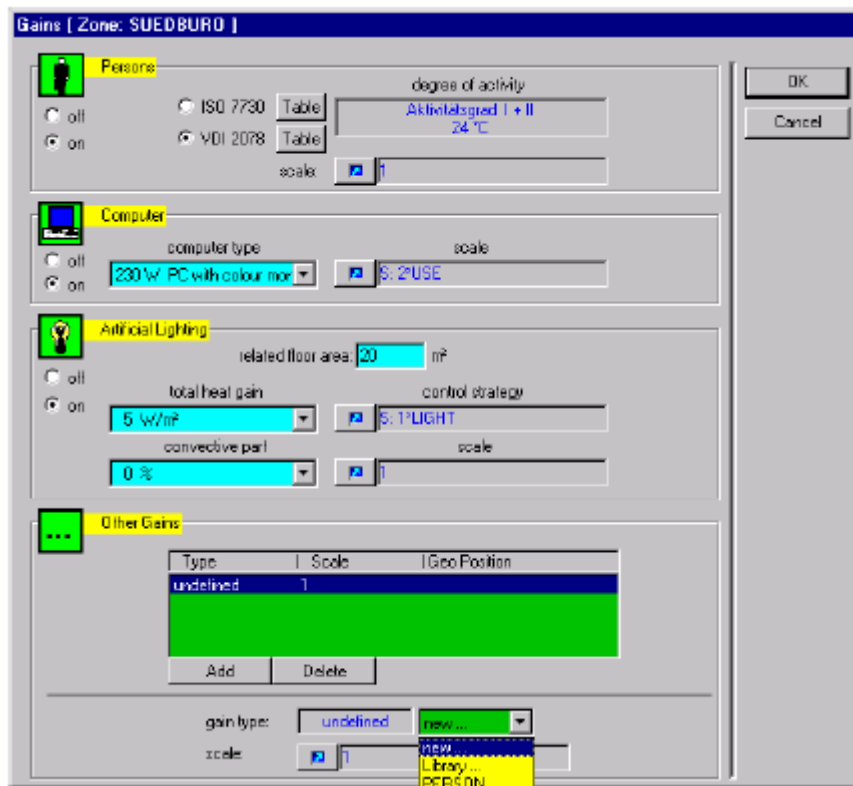 Gains [ Zone: SUEDBURO ]
Persons
off
on
ISO 7730 Table
VDI 2078 Table
degree of activity
Aktivitätsgrad I + II
24 °C
scale: 1
OK
Cancel
Computer
off
on
computer type
230 W PC with colour mor
scale
S: 2*USE
Artificial Lighting
off
on
related floor area: 20 m²
total heat gain
control strategy
5 W/m²
S: 1*LIGHT
convective part
scale
0 %
1
... Other Gains
Type | Scale | Geo Position
undefined 1
Add Delete
gain type: undefined new ...
scale: 1
new ...
Library ...
PERSON